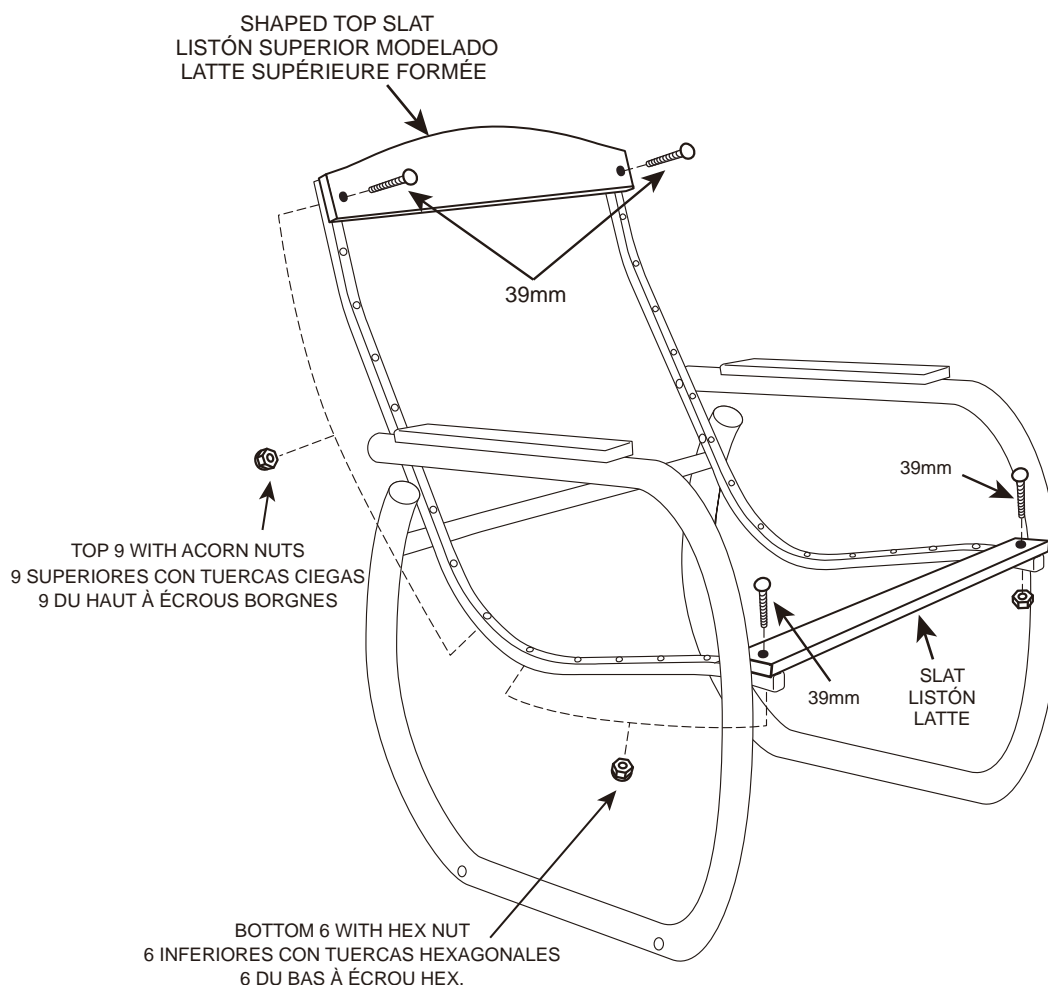 SHAPED TOP SLAT
LISTÓN SUPERIOR MODELADO
LATTE SUPÉRIEURE FORMÉE
39mm
39mm
TOP 9 WITH ACORN NUTS
9 SUPERIORES CON TUERCAS CIEGAS
9 DU HAUT À ÉCROUS BORGNES
39mm
SLAT
LISTÓN
LATTE
BOTTOM 6 WITH HEX NUT
6 INFERIORES CON TUERCAS HEXAGONALES
6 DU BAS À ÉCROU HEX.